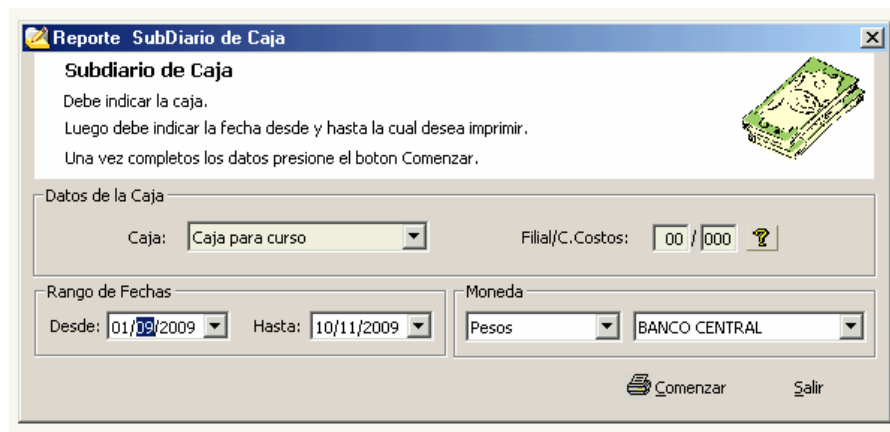 Reporte SubDiario de Caja
Subdiario de Caja
Debe indicar la caja.
Luego debe indicar la fecha desde y hasta la cual desea imprimir.
Una vez completos los datos presione el boton Comenzar.
Datos de la Caja
Caja: Caja para curso Filial/C.Costos: 00 / 000
Rango de Fechas Moneda
Desde: 01/09/2009 Hasta: 10/11/2009 Pesos BANCO CENTRAL
Comenzar Salir